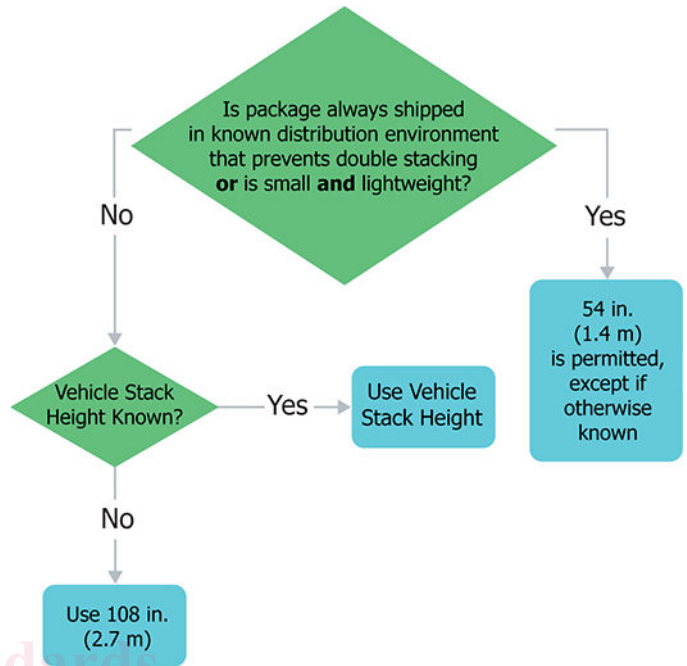 Is package always shipped
in known distribution environment
that prevents double stacking
or is small and lightweight?
No
Yes
54 in.
(1.4 m)
is permitted,
except if
otherwise
known
Vehicle Stack
Height Known?
Yes
Use Vehicle
Stack Height
No
Use 108 in.
(2.7 m)
dards